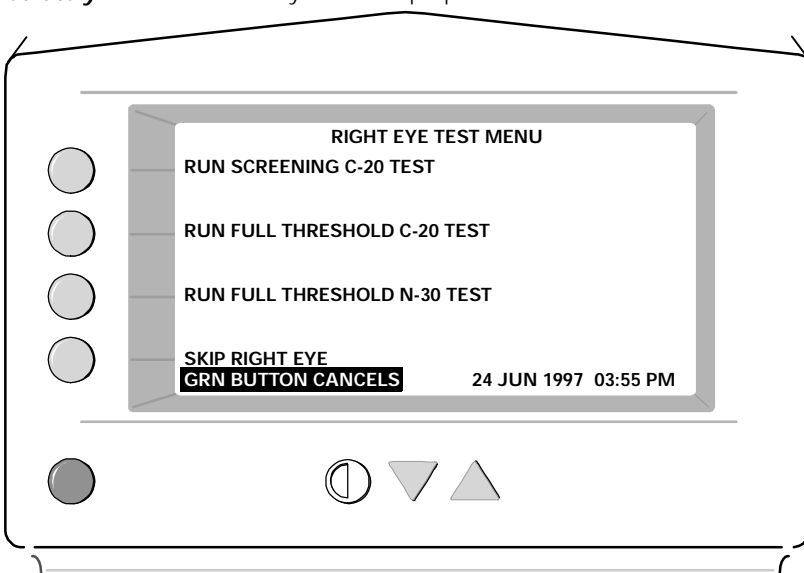 RIGHT EYE TEST MENU
RUN SCREENING C-20 TEST
RUN FULL THRESHOLD C-20 TEST
RUN FULL THRESHOLD N-30 TEST
SKIP RIGHT EYE
GRN BUTTON CANCELS 24 JUN 1997 03:55 PM